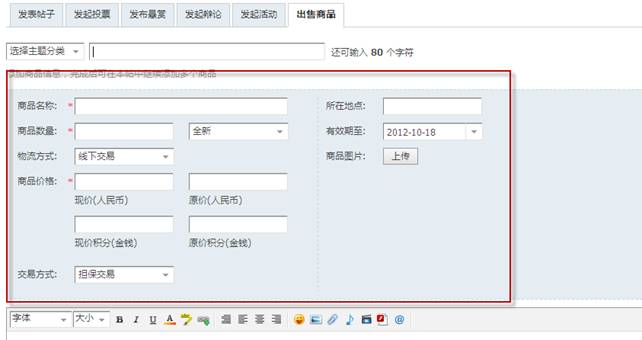 发表帖子 发起投票 发布悬赏 发起辩论 发起活动 出售商品
选择主题分类 还可输入 80 个字符
添加商品信息，完成后可在本帖中继续添加多个商品
商品名称: * 所在地点:
商品数量: * 全新 有效期至: 2012-10-18
物流方式: 线下交易 商品图片: 上传
商品价格: *
现价(人民币) 原价(人民币)
现价积分(金钱) 原价积分(金钱)
交易方式: 担保交易
字体 大小 B I U A @